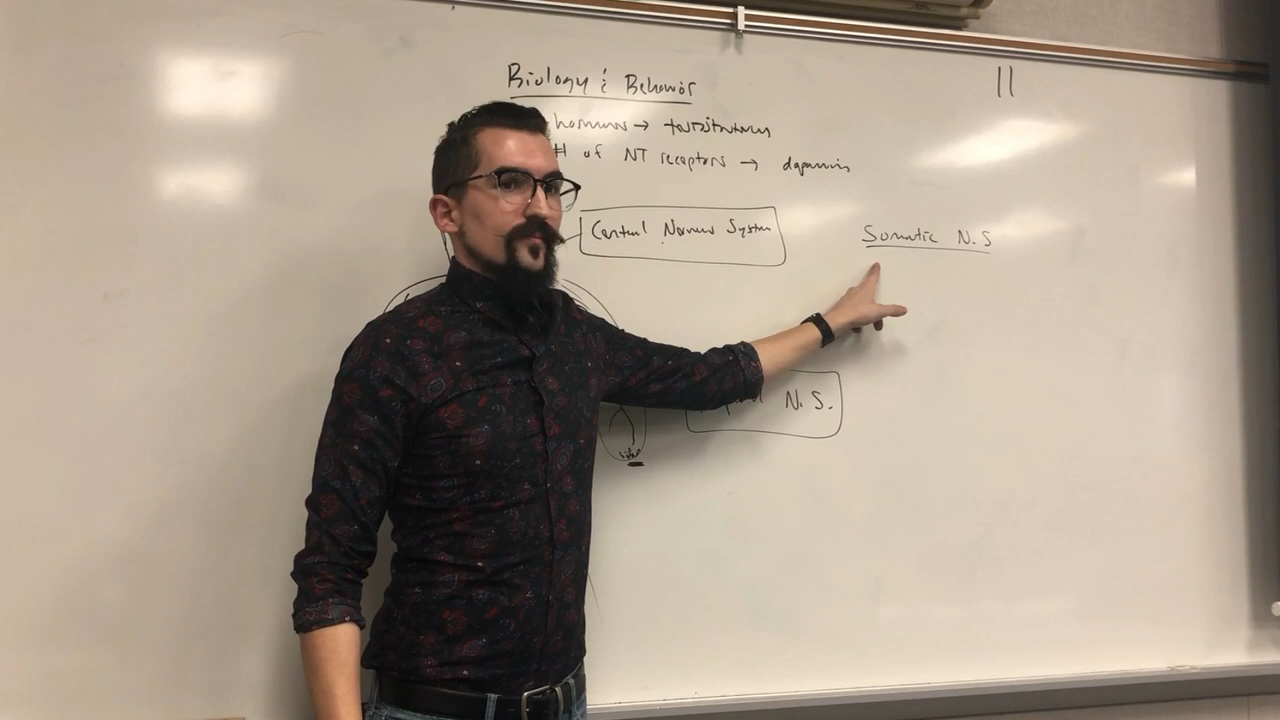 Biology & Behavior
hormones → testosterone
# of NT receptors → dopamine
Central Nervous System
Somatic N.S
N.S.
11